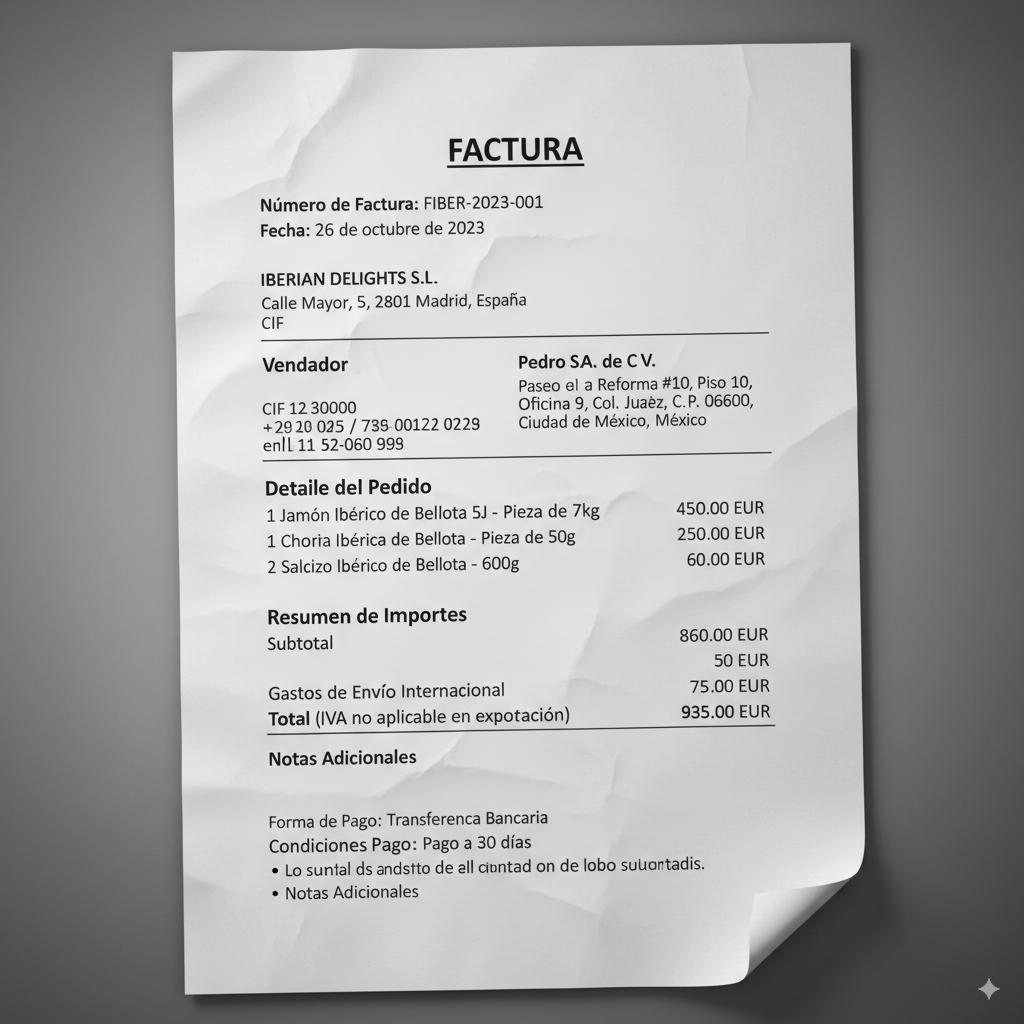 FACTURA
Número de Factura: FIBER-2023-001
Fecha: 26 de octubre de 2023
IBERIAN DELIGHTS S.L.
Calle Mayor, 5, 2801 Madrid, España
CIF
Vendador
CIF 12 30000
+29 20 025 / 739-00122 0229
enlL 11 52-060 999
Pedro SA. de C V.
Paseo el a Reforma #10, Piso 10,
Oficina 9, Col. Juaèz, C.P. 06600,
Ciudad de México, México
Detaile del Pedido
1 Jamón Ibérico de Bellota 5J - Pieza de 7kg 450.00 EUR
1 Choria Ibérica de Bellota - Pieza de 50g 250.00 EUR
2 Salcizo Ibérico de Bellota - 600g 60.00 EUR
Resumen de Importes
Subtotal 860.00 EUR
50 EUR
Gastos de Envío Internacional 75.00 EUR
Total (IVA no aplicable en expotación) 935.00 EUR
Notas Adicionales
Forma de Pago: Transferenca Bancaria
Condiciones Pago: Pago a 30 días
• Lo suntal ds andstto de all cintad on de lobo suluortadis.
• Notas Adicionales